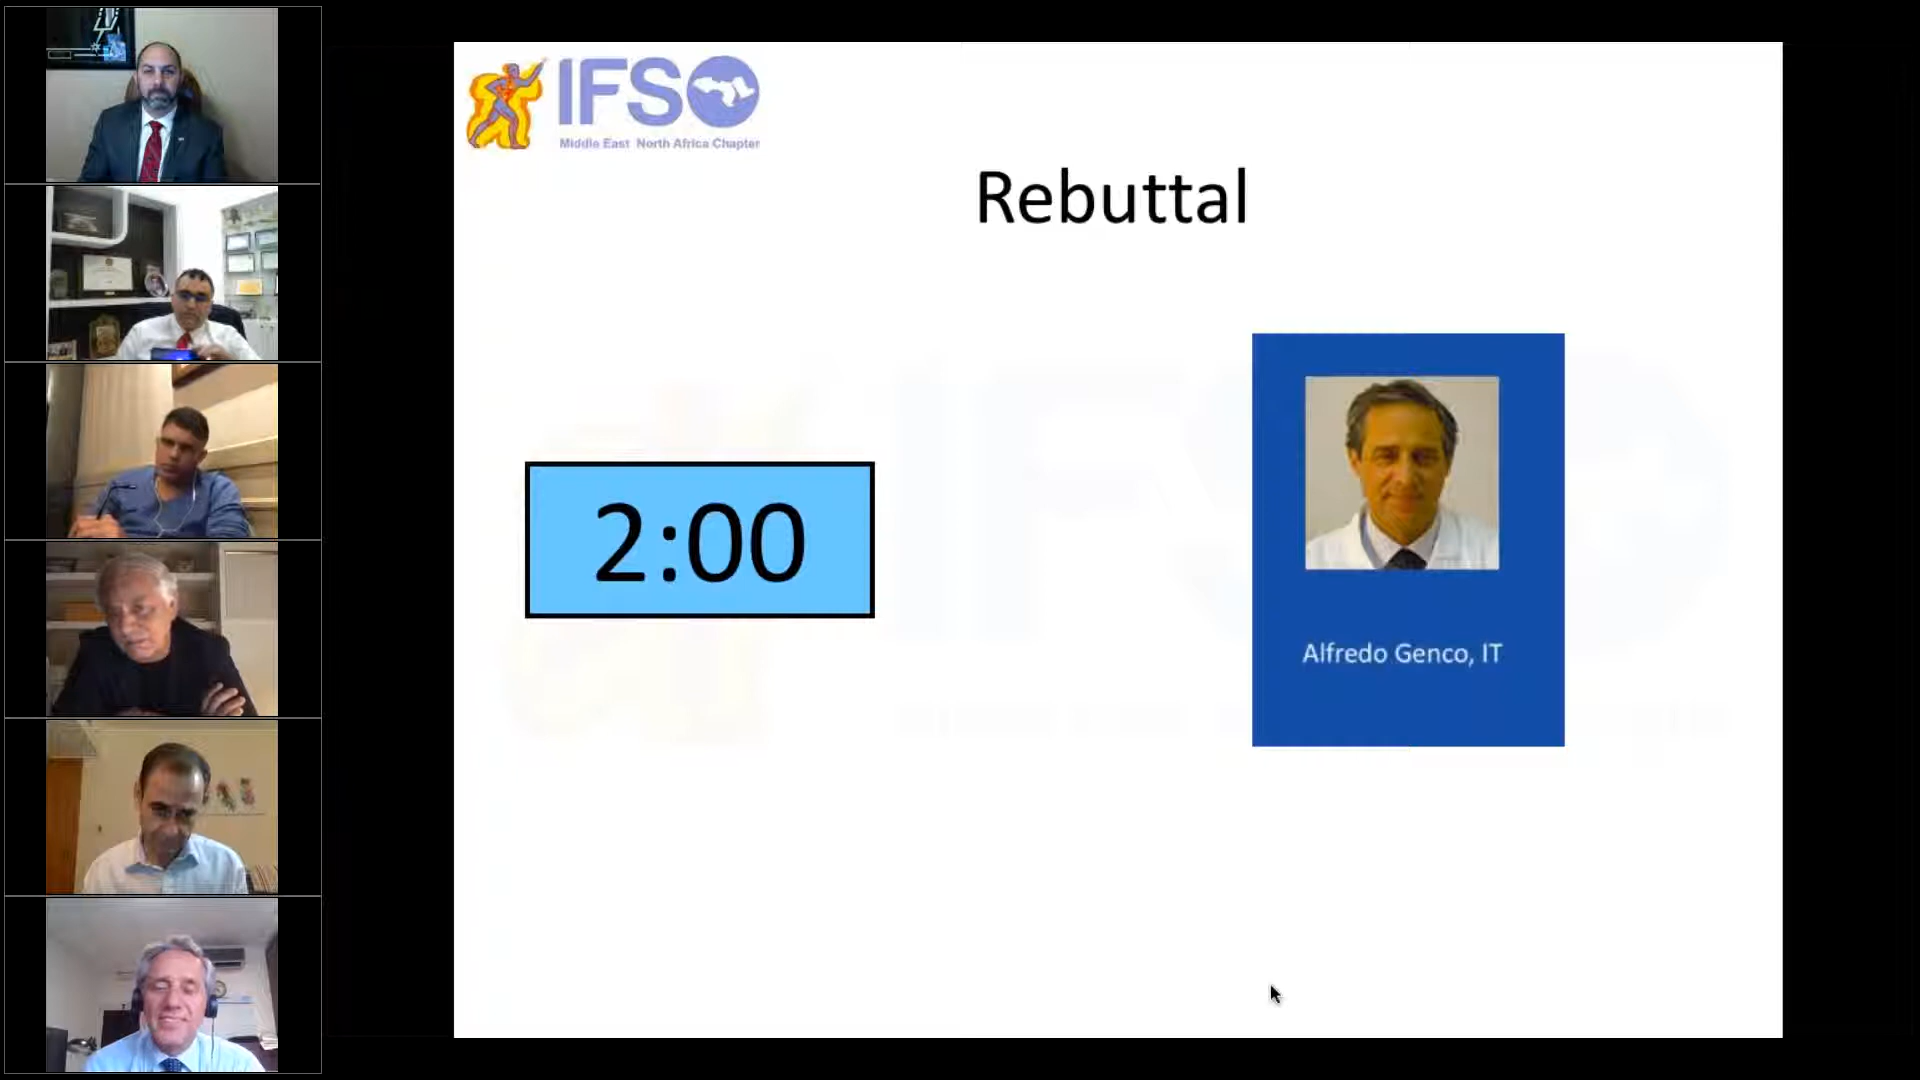 IFSO
Middle East North Africa Chapter
Rebuttal
2:00
Alfredo Genco, IT